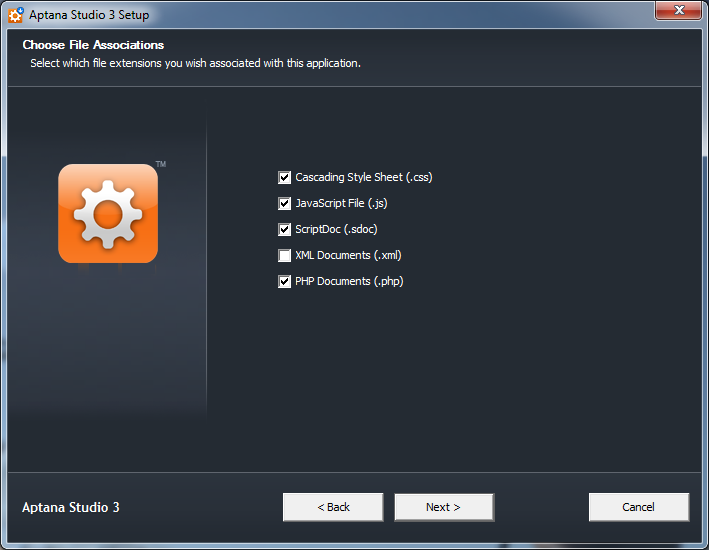 Aptana Studio 3 Setup
Choose File Associations
Select which file extensions you wish associated with this application.
TM
Cascading Style Sheet (.css)
JavaScript File (.js)
ScriptDoc (.sdoc)
XML Documents (.xml)
PHP Documents (.php)
Aptana Studio 3
< Back
Next >
Cancel